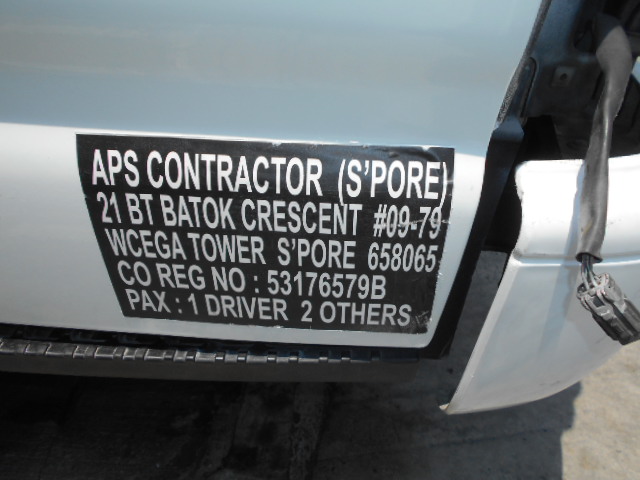 APS CONTRACTOR (S'PORE)
21 BT BATOK CRESCENT #09-79
WCEGA TOWER S'PORE 658065
CO REG NO : 53176579B
PAX : 1 DRIVER 2 OTHERS